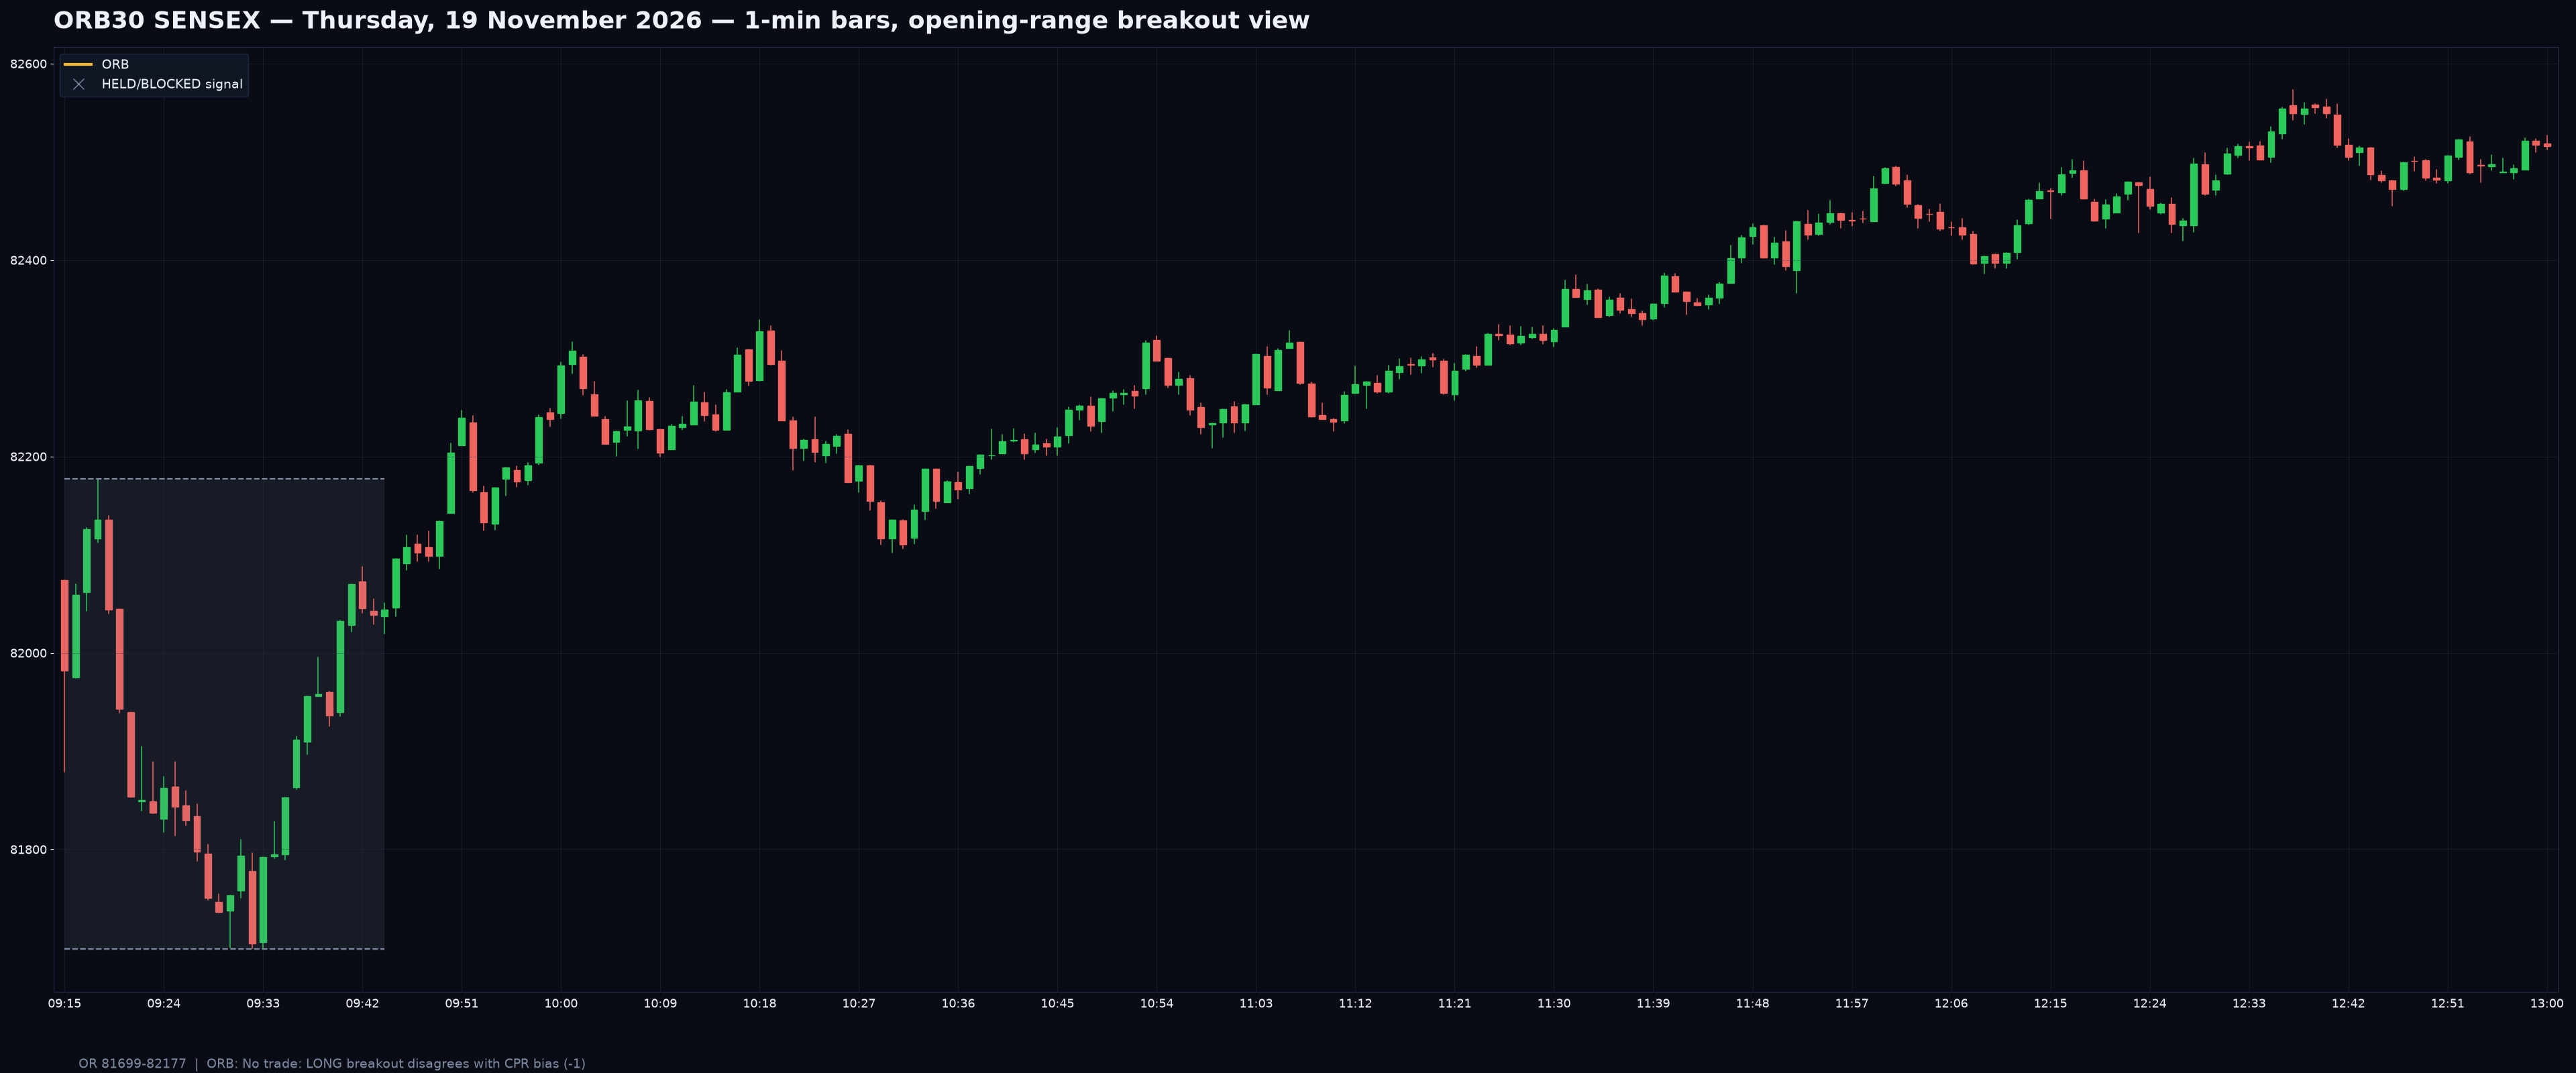 ORB30 SENSEX — Thursday, 19 November 2026 — 1-min bars, opening-range breakout view
ORB
HELD/BLOCKED signal
82600
82400
82200
82000
81800
09:15 09:24 09:33 09:42 09:51 10:00 10:09 10:18 10:27 10:36 10:45 10:54 11:03 11:12 11:21 11:30 11:39 11:48 11:57 12:06 12:15 12:24 12:33 12:42 12:51 13:00
OR 81699-82177 | ORB: No trade: LONG breakout disagrees with CPR bias (-1)